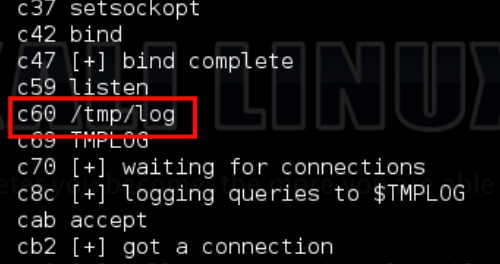 c37 setsockopt
c42 bind
c47 [+] bind complete
c59 listen
c60 /tmp/log
c69 TMPLOG
c70 [+] waiting for connections
c8c [+] logging queries to $TMPLOG
cab accept
cb2 [+] got a connection
LINUX